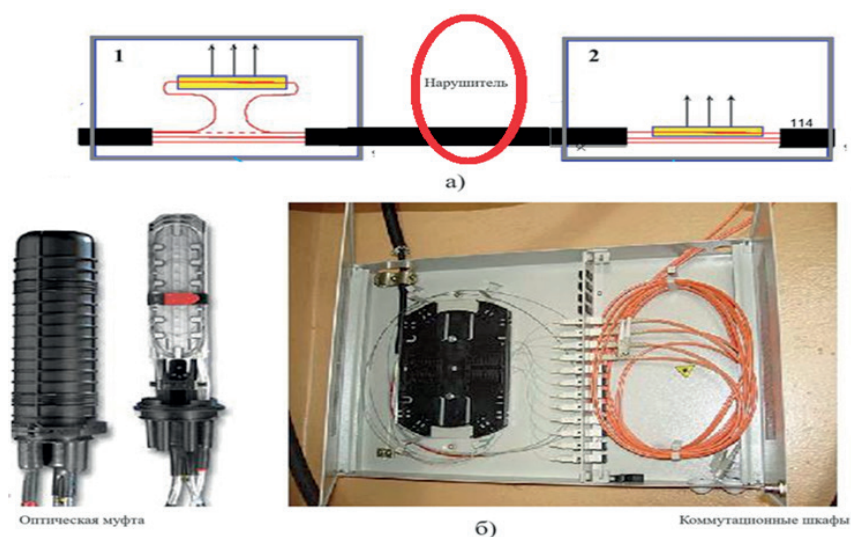 1
Нарушитель
2
114
а)
Оптическая муфта
б)
Коммутационные шкафы